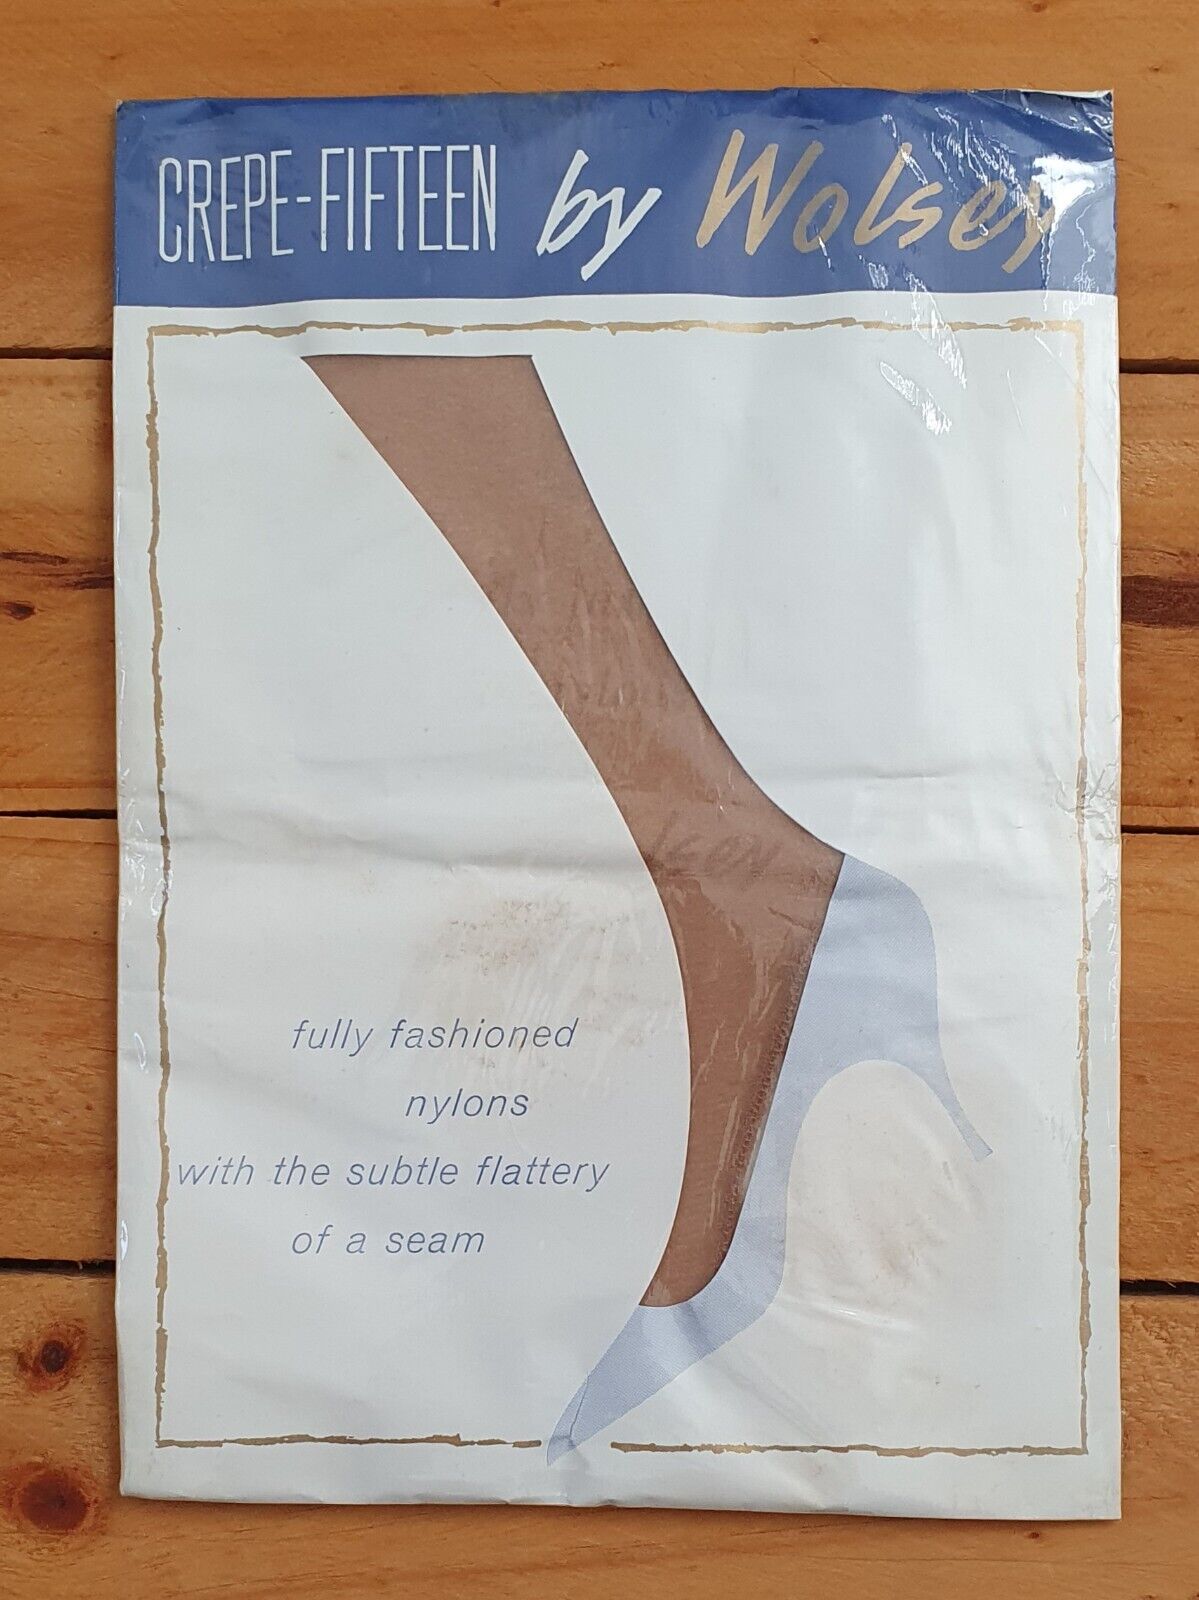 CREPE-FIFTEEN by Wolsey
fully fashioned
nylons
with the subtle flattery
of a seam